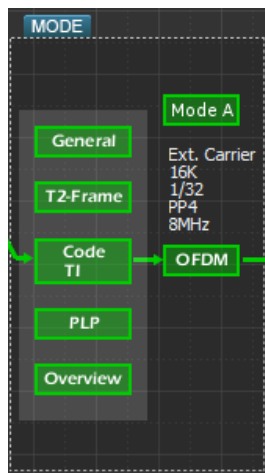 MODE
General
T2-Frame
Code
TI
PLP
Overview
Mode A
Ext. Carrier
16K
1/32
PP4
8MHz
OFDM